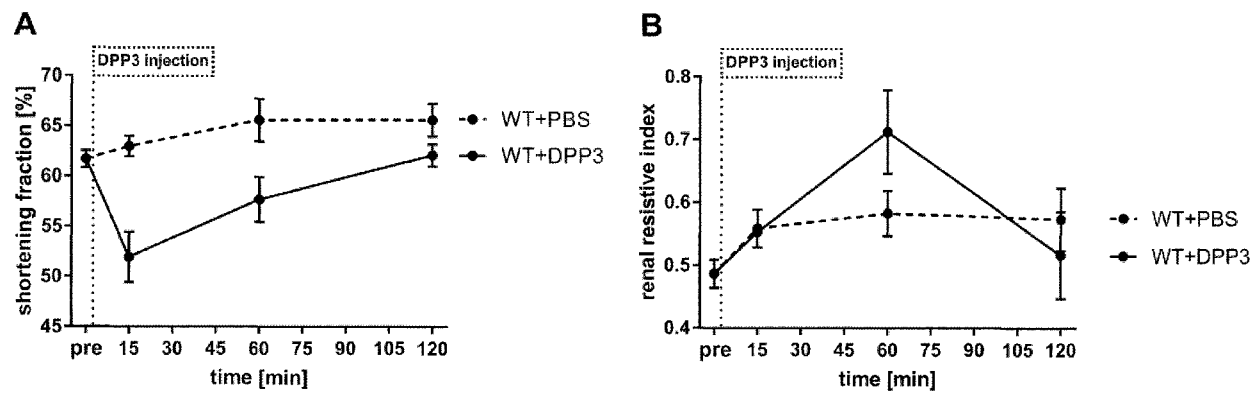 A
DPP3 injection
shortening fraction [%]
70
65
60
55
50
45
pre 15 30 45 60 75 90 105 120
time [min]
WT+PBS
WT+DPP3
B
DPP3 injection
renal resistive index
0.8
0.7
0.6
0.5
0.4
pre 15 30 45 60 75 90 105 120
time [min]
WT+PBS
WT+DPP3